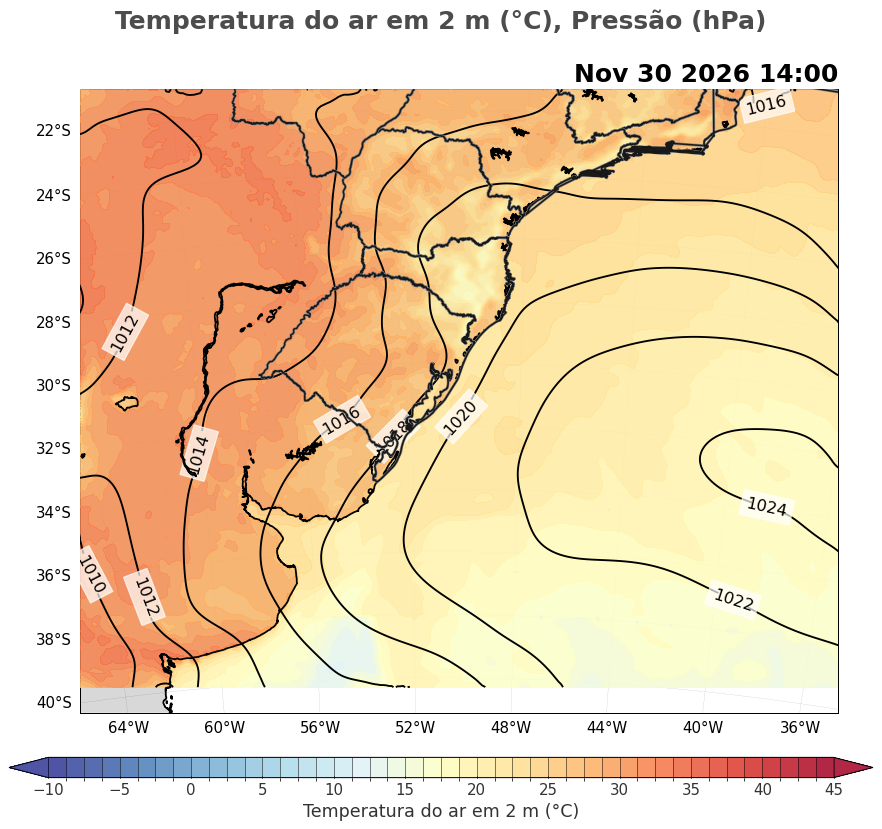 Temperatura do ar em 2 m (°C), Pressão (hPa)
Nov 30 2026 14:00
1016
22°S
24°S
26°S
28°S
1012
30°S
1016
1018
1020
32°S
1014
34°S
1024
36°S
1010
1012
1022
38°S
40°S
64°W 60°W 56°W 52°W 48°W 44°W 40°W 36°W
−10 −5 0 5 10 15 20 25 30 35 40 45
Temperatura do ar em 2 m (°C)